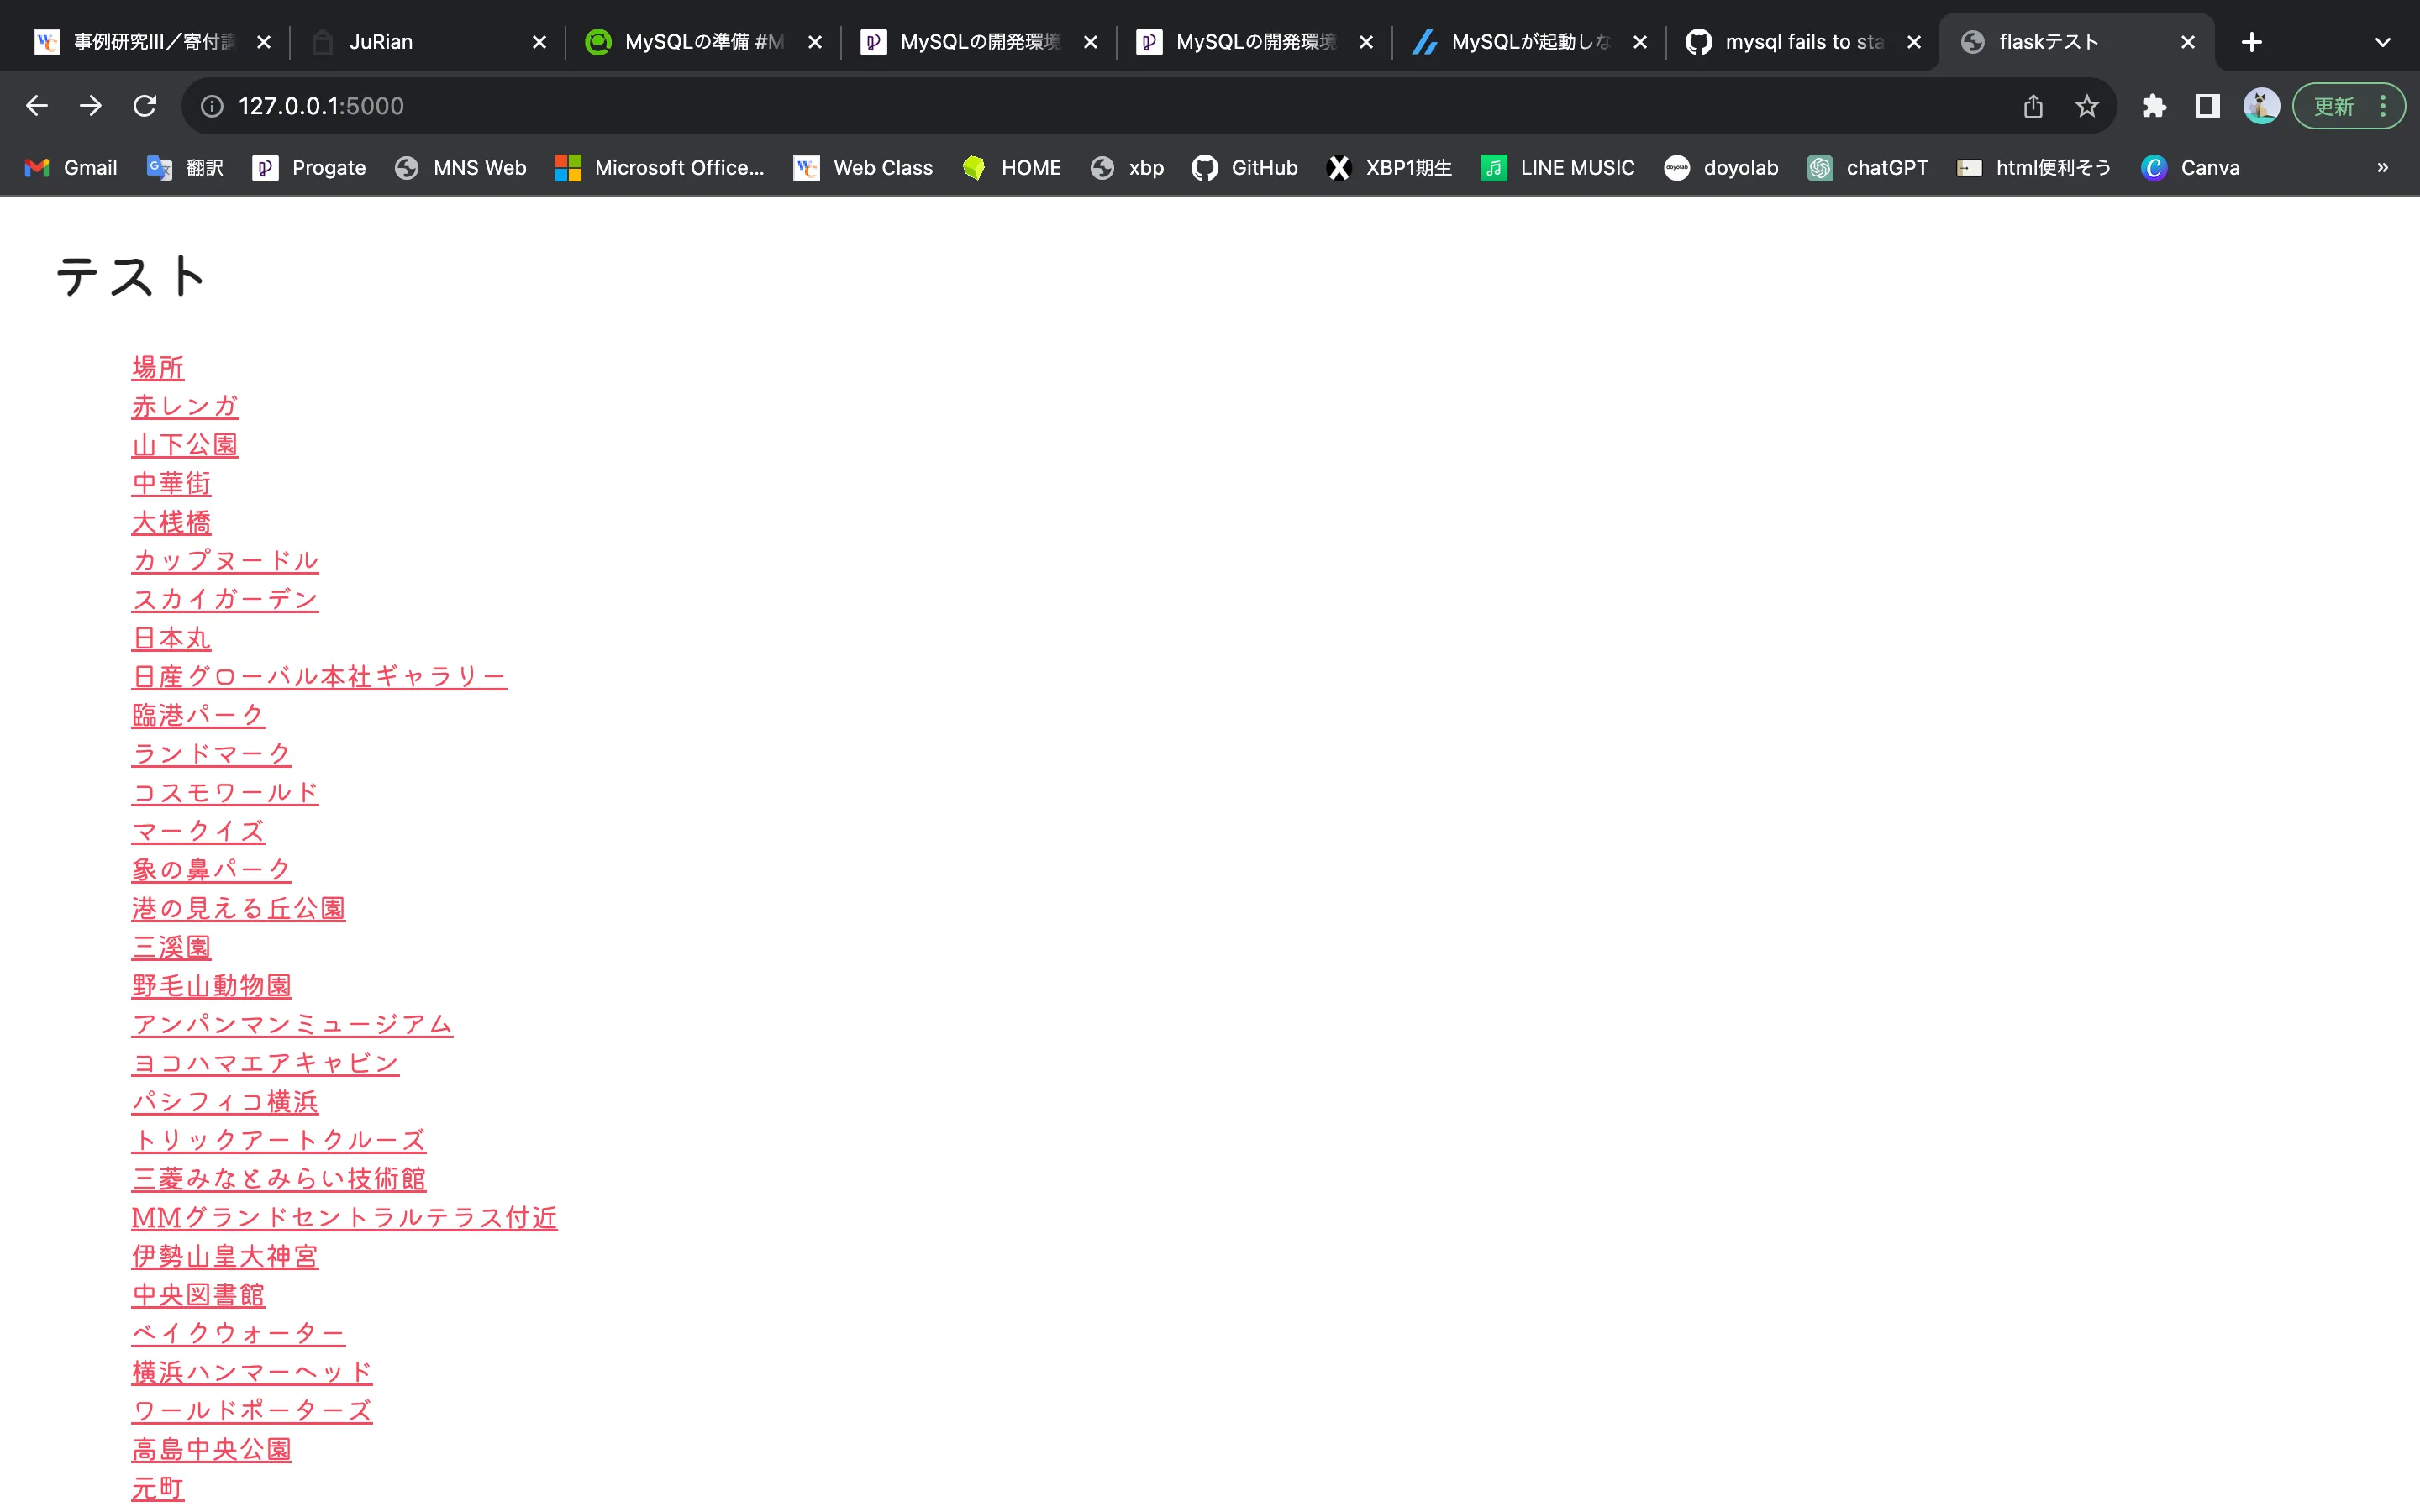 事例研究III／寄付講
JuRian
MySQLの準備 #M
MySQLの開発環境
MySQLの開発環境
MySQLが起動しな
mysql fails to sta
flaskテスト
127.0.0.1:5000
更新
Gmail
翻訳
Progate
MNS Web
Microsoft Office...
Web Class
HOME
xbp
GitHub
XBP1期生
LINE MUSIC
doyolab
chatGPT
html便利そう
Canva
»
テスト
場所
赤レンガ
山下公園
中華街
大桟橋
カップヌードル
スカイガーデン
日本丸
日産グローバル本社ギャラリー
臨港パーク
ランドマーク
コスモワールド
マークイズ
象の鼻パーク
港の見える丘公園
三溪園
野毛山動物園
アンパンマンミュージアム
ヨコハマエアキャビン
パシフィコ横浜
トリックアートクルーズ
三菱みなとみらい技術館
MMグランドセントラルテラス付近
伊勢山皇大神宮
中央図書館
ベイクウォーター
横浜ハンマーヘッド
ワールドポーターズ
高島中央公園
元町